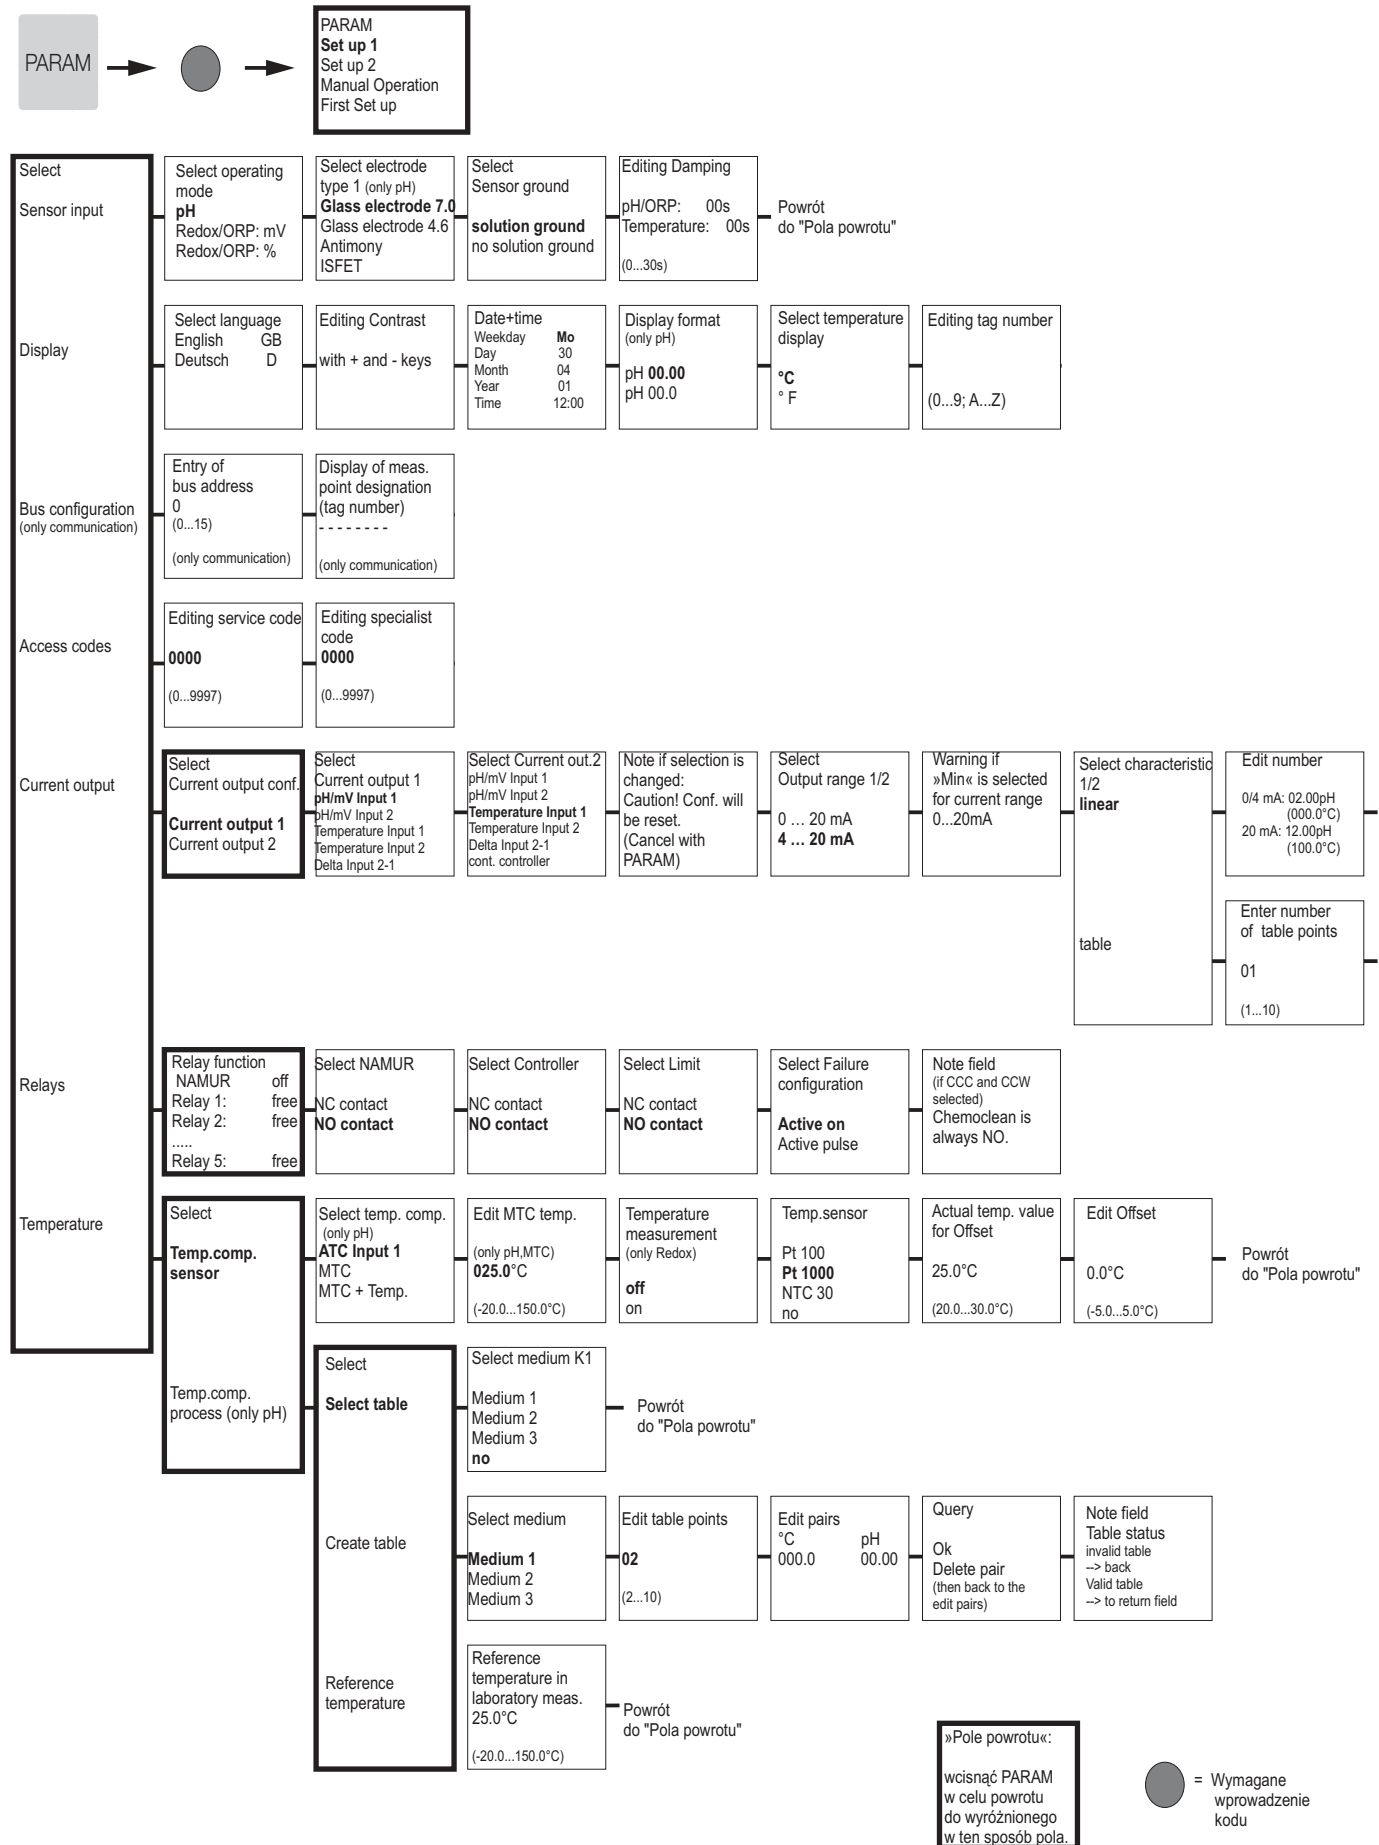 PARAM
PARAM
Set up 1
Set up 2
Manual Operation
First Set up
Select
Sensor input
Select operating
mode
pH
Redox/ORP: mV
Redox/ORP: %
Select electrode
type 1 (only pH)
Glass electrode 7.0
Glass electrode 4.6
Antimony
ISFET
Select
Sensor ground
solution ground
no solution ground
Editing Damping
pH/ORP: 00s
Temperature: 00s
(0...30s)
Powrót
do "Pola powrotu"
Display
Select language
English GB
Deutsch D
Editing Contrast
with + and - keys
Date+time
Weekday Mo
Day 30
Month 04
Year 01
Time 12:00
Display format
(only pH)
pH 00.00
pH 00.0
Select temperature
display
°C
° F
Editing tag number
(0...9; A...Z)
Bus configuration
(only communication)
Entry of
bus address
0
(0...15)
(only communication)
Display of meas.
point designation
(tag number)
- - - - - - - -
(only communication)
Access codes
Editing service code
0000
(0...9997)
Editing specialist
code
0000
(0...9997)
Current output
Select
Current output conf.
Current output 1
Current output 2
Select
Current output 1
pH/mV Input 1
pH/mV Input 2
Temperature Input 1
Temperature Input 2
Delta Input 2-1
Select Current out.2
pH/mV Input 1
pH/mV Input 2
Temperature Input 1
Temperature Input 2
Delta Input 2-1
cont. controller
Note if selection is
changed:
Caution! Conf. will
be reset.
(Cancel with
PARAM)
Select
Output range 1/2
0 … 20 mA
4 … 20 mA
Warning if
»Min« is selected
for current range
0...20mA
Select characteristic
1/2
linear
table
Edit number
0/4 mA: 02.00pH
(000.0°C)
20 mA: 12.00pH
(100.0°C)
Enter number
of table points
01
(1...10)
Relays
Relay function
NAMUR off
Relay 1: free
Relay 2: free
.....
Relay 5: free
Select NAMUR
NC contact
NO contact
Select Controller
NC contact
NO contact
Select Limit
NC contact
NO contact
Select Failure
configuration
Active on
Active pulse
Note field
(if CCC and CCW
selected)
Chemoclean is
always NO.
Temperature
Select
Temp.comp.
sensor
Temp.comp.
process (only pH)
Select temp. comp.
(only pH)
ATC Input 1
MTC
MTC + Temp.
Edit MTC temp.
(only pH,MTC)
025.0°C
(-20.0...150.0°C)
Temperature
measurement
(only Redox)
off
on
Temp.sensor
Pt 100
Pt 1000
NTC 30
no
Actual temp. value
for Offset
25.0°C
(20.0...30.0°C)
Edit Offset
0.0°C
(-5.0...5.0°C)
Powrót
do "Pola powrotu"
Select
Select table
Create table
Reference
temperature
Select medium K1
Medium 1
Medium 2
Medium 3
no
Powrót
do "Pola powrotu"
Select medium
Medium 1
Medium 2
Medium 3
Edit table points
02
(2...10)
Edit pairs
°C pH
000.0 00.00
Query
Ok
Delete pair
(then back to the
edit pairs)
Note field
Table status
invalid table
--> back
Valid table
--> to return field
Reference
temperature in
laboratory meas.
25.0°C
(-20.0...150.0°C)
Powrót
do "Pola powrotu"
»Pole powrotu«:
wcisnąć PARAM
w celu powrotu
do wyróżnionego
w ten sposób pola.
= Wymagane
wprowadzenie
kodu